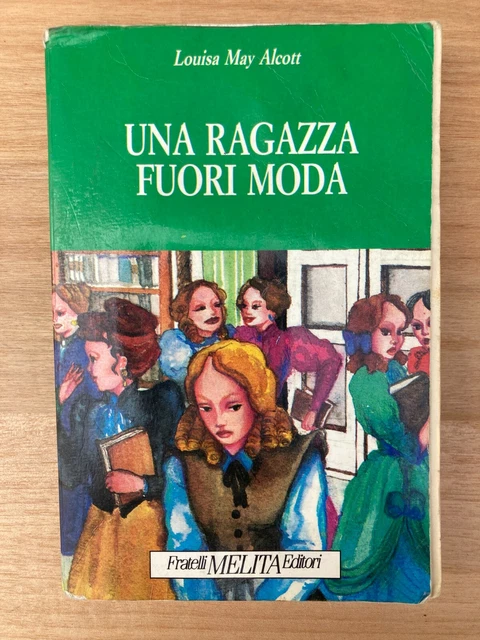 Louisa May Alcott
UNA RAGAZZA
FUORI MODA
Fratelli MELITA Editori